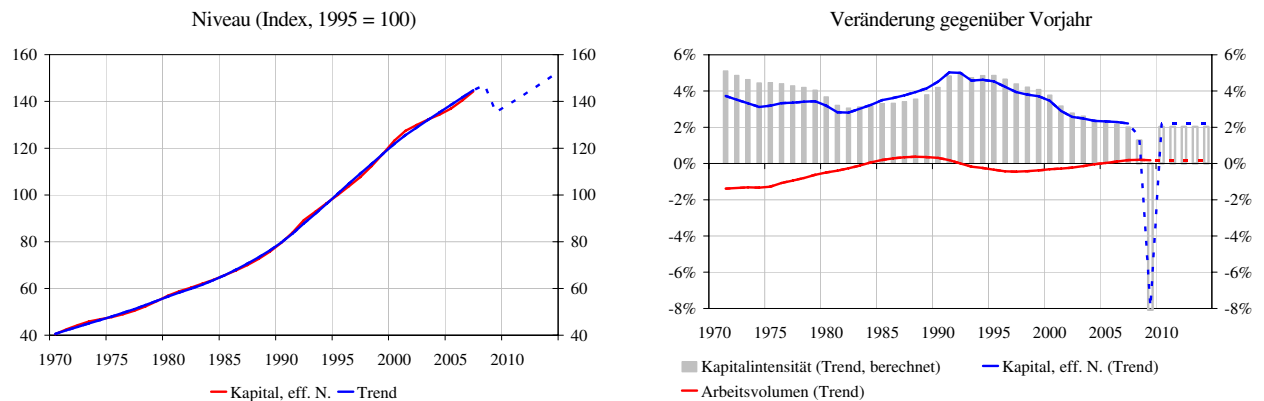 Niveau (Index, 1995 = 100)
160 160
140 140
120 120
100 100
80 80
60 60
40 40
1970 1975 1980 1985 1990 1995 2000 2005 2010
Kapital, eff. N. Trend
Veränderung gegenüber Vorjahr
6% 6%
4% 4%
2% 2%
0% 0%
-2% -2%
-4% -4%
-6% -6%
-8% -8%
1970 1975 1980 1985 1990 1995 2000 2005 2010
Kapitalintensität (Trend, berechnet) Kapital, eff. N. (Trend)
Arbeitsvolumen (Trend)